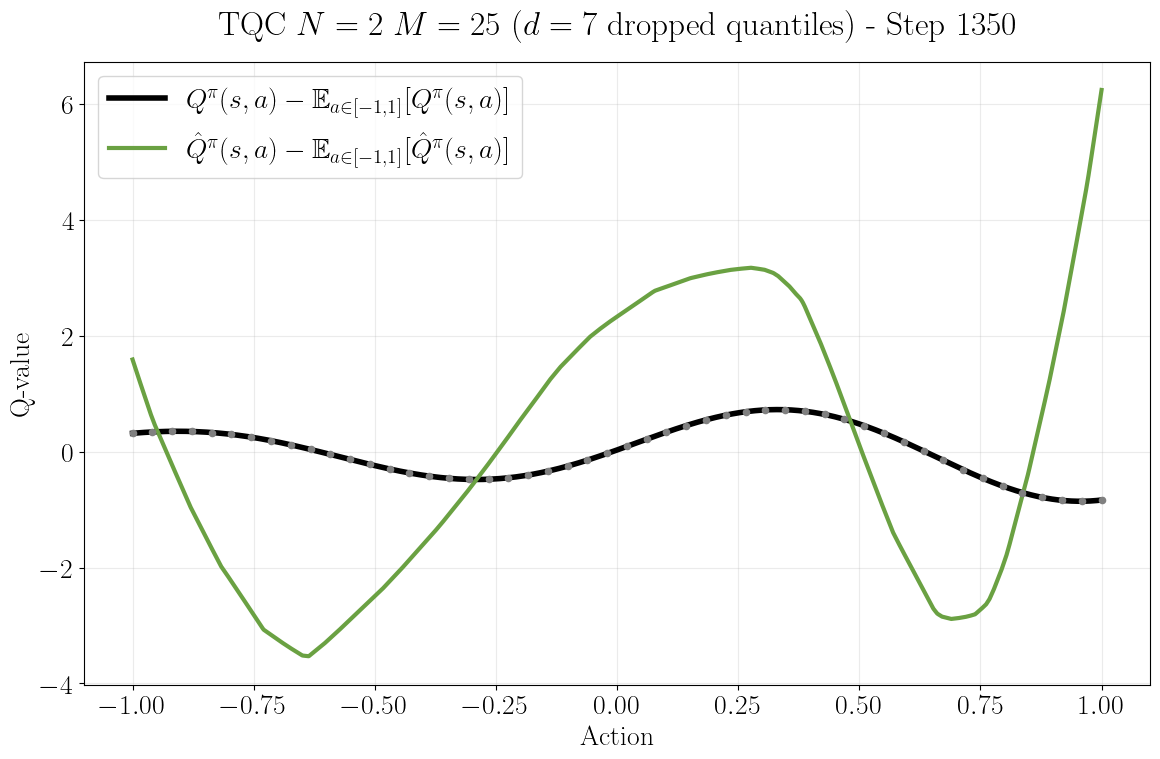 TQC N = 2 M = 25 (d = 7 dropped quantiles) - Step 1350
Q^π(s, a) − 𝔼_{a∈[−1,1]}[Q^π(s, a)]
Q̂^π(s, a) − 𝔼_{a∈[−1,1]}[Q̂^π(s, a)]
Q-value
6
4
2
0
−2
−4
−1.00 −0.75 −0.50 −0.25 0.00 0.25 0.50 0.75 1.00
Action